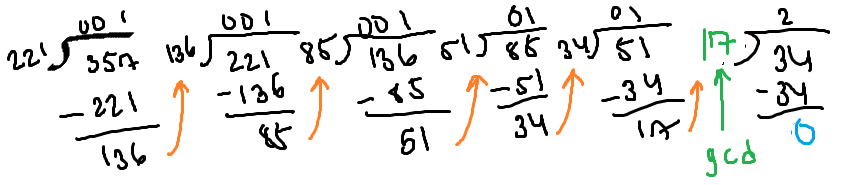 001 001 001 01 01 2
221 357 136 221 85 136 51 85 34 51 17 34
-221 -136 -85 -51 -34 -34
136 85 51 34 17 0
gcd